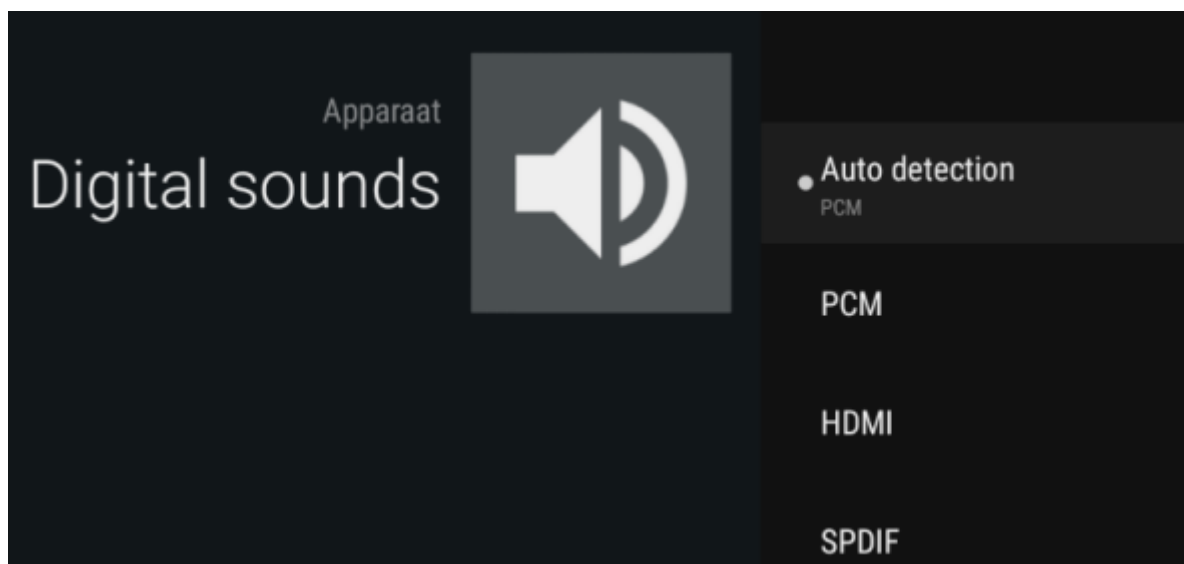 Apparaat
Digital sounds
Auto detection
PCM
PCM
HDMI
SPDIF